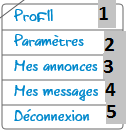 Profil 1
Paramètres 2
Mes annonces 3
Mes messages 4
Déconnexion 5